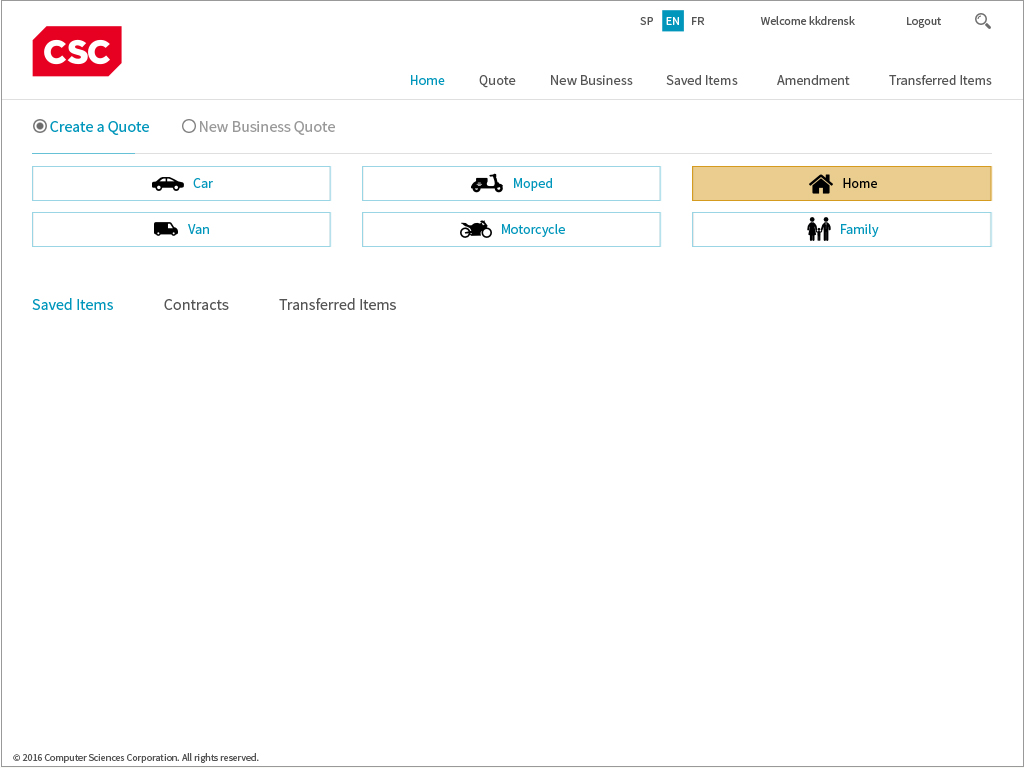 SP EN FR Welcome kkdrensk Logout
CSC
Home Quote New Business Saved Items Amendment Transferred Items
Create a Quote New Business Quote
Car Moped Home
Van Motorcycle Family
Saved Items Contracts Transferred Items
© 2016 Computer Sciences Corporation. All rights reserved.